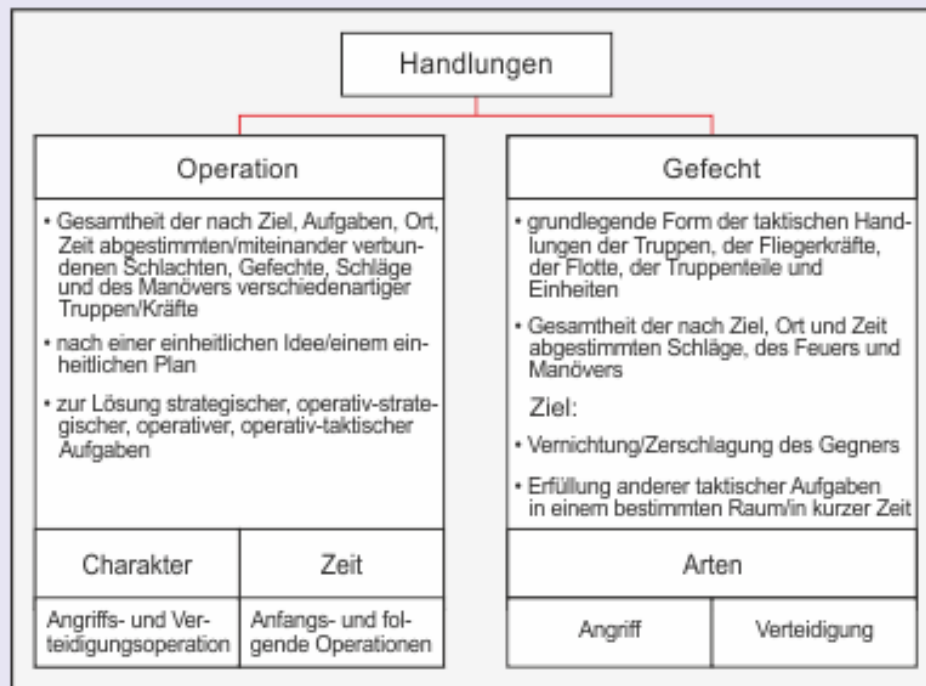 Handlungen
Operation
• Gesamtheit der nach Ziel, Aufgaben, Ort,
Zeit abgestimmten/miteinander verbun-
denen Schlachten, Gefechte, Schläge
und des Manövers verschiedenartiger
Truppen/Kräfte
• nach einer einheitlichen Idee/einem ein-
heitlichen Plan
• zur Lösung strategischer, operativ-strate-
gischer, operativer, operativ-taktischer
Aufgaben
Charakter
Zeit
Angriffs- und Ver-
teidigungsoperation
Anfangs- und fol-
gende Operationen
Gefecht
• grundlegende Form der taktischen Hand-
lungen der Truppen, der Fliegerkräfte,
der Flotte, der Truppenteile und
Einheiten
• Gesamtheit der nach Ziel, Ort und Zeit
abgestimmten Schläge, des Feuers und
Manövers
Ziel:
• Vernichtung/Zerschlagung des Gegners
• Erfüllung anderer taktischer Aufgaben
in einem bestimmten Raum/in kurzer Zeit
Arten
Angriff
Verteidigung